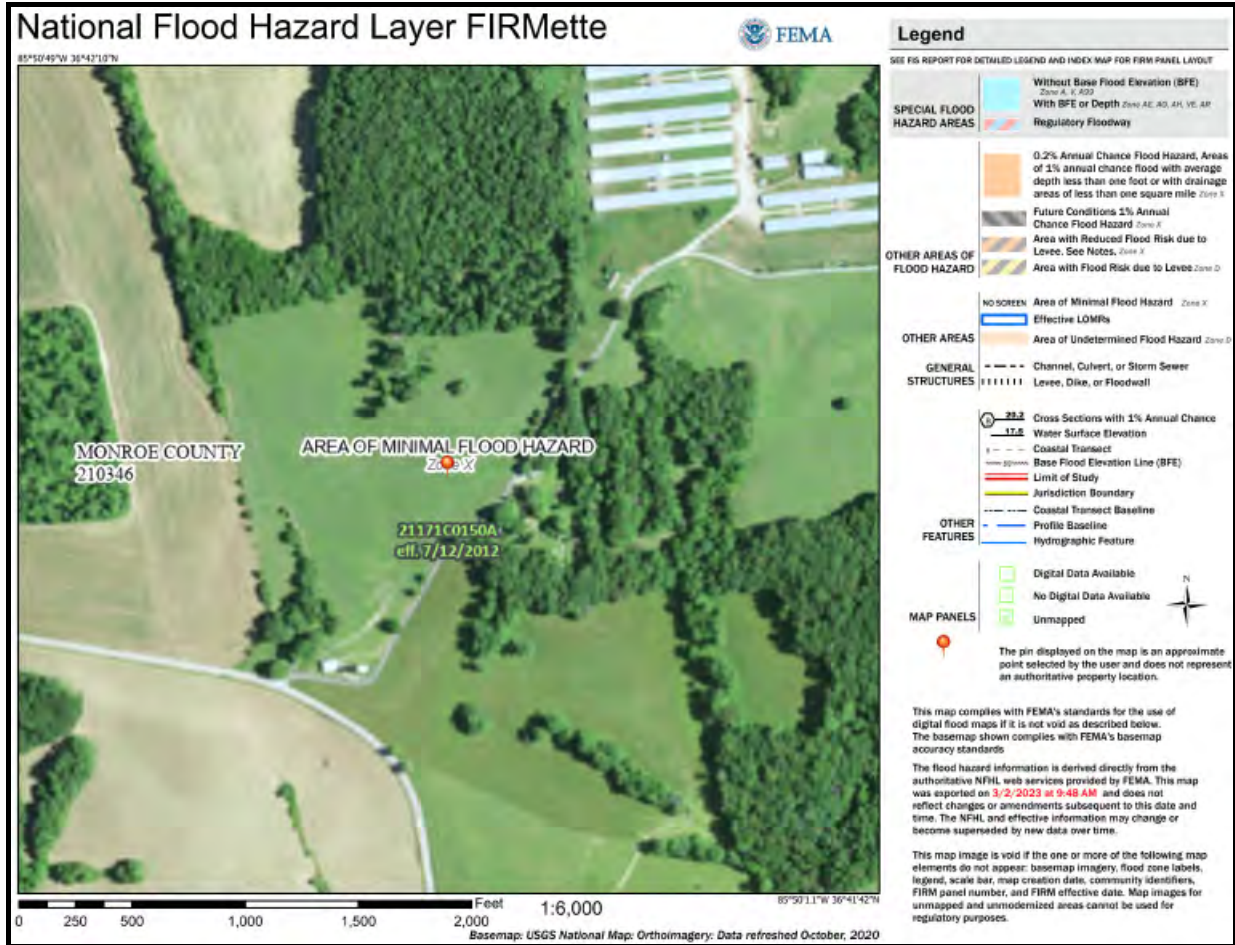 National Flood Hazard Layer FIRMette
FEMA
85°50'49"W 36°42'10"N
MONROE COUNTY
210346
AREA OF MINIMAL FLOOD HAZARD
Zone X
21171C0150A
eff. 7/12/2012
0 250 500 1,000 1,500 2,000
Feet
1:6,000
85°50'11"W 36°41'42"N
Basemap: USGS National Map: Orthoimagery: Data refreshed October, 2020
Legend
SEE FIS REPORT FOR DETAILED LEGEND AND INDEX MAP FOR FIRM PANEL LAYOUT
SPECIAL FLOOD
HAZARD AREAS
Without Base Flood Elevation (BFE)
Zone A, V, A99
With BFE or Depth Zone AE, AO, AH, VE, AR
Regulatory Floodway
OTHER AREAS OF
FLOOD HAZARD
0.2% Annual Chance Flood Hazard, Areas
of 1% annual chance flood with average
depth less than one foot or with drainage
areas of less than one square mile Zone X
Future Conditions 1% Annual
Chance Flood Hazard Zone X
Area with Reduced Flood Risk due to
Levee. See Notes. Zone X
Area with Flood Risk due to Levee Zone D
OTHER AREAS
NO SCREEN Area of Minimal Flood Hazard Zone X
Effective LOMRs
Area of Undetermined Flood Hazard Zone D
GENERAL
STRUCTURES
Channel, Culvert, or Storm Sewer
Levee, Dike, or Floodwall
OTHER
FEATURES
20.2 Cross Sections with 1% Annual Chance
17.5 Water Surface Elevation
Coastal Transect
Base Flood Elevation Line (BFE)
Limit of Study
Jurisdiction Boundary
Coastal Transect Baseline
Profile Baseline
Hydrographic Feature
MAP PANELS
Digital Data Available
No Digital Data Available
Unmapped
N
The pin displayed on the map is an approximate
point selected by the user and does not represent
an authoritative property location.
This map complies with FEMA's standards for the use of
digital flood maps if it is not void as described below.
The basemap shown complies with FEMA's basemap
accuracy standards
The flood hazard information is derived directly from the
authoritative NFHL web services provided by FEMA. This map
was exported on 3/2/2023 at 9:48 AM and does not
reflect changes or amendments subsequent to this date and
time. The NFHL and effective information may change or
become superseded by new data over time.
This map image is void if the one or more of the following map
elements do not appear: basemap imagery, flood zone labels,
legend, scale bar, map creation date, community identifiers,
FIRM panel number, and FIRM effective date. Map images for
unmapped and unmodernized areas cannot be used for
regulatory purposes.